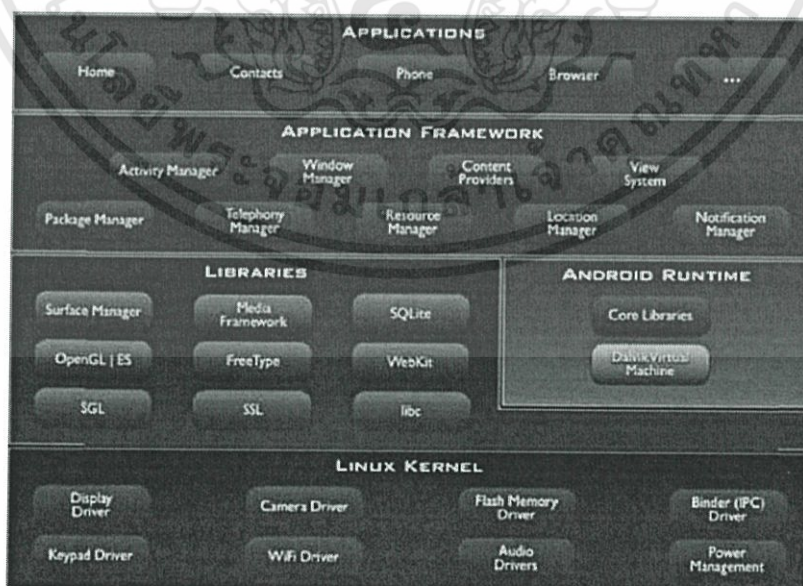 APPLICATIONS
Home Contacts Phone Browser ...
APPLICATION FRAMEWORK
Activity Manager Window Manager Content Providers View System
Package Manager Telephony Manager Resource Manager Location Manager Notification Manager
LIBRARIES
Surface Manager Media Framework SQLite
OpenGL | ES FreeType WebKit
SGL SSL libc
ANDROID RUNTIME
Core Libraries
Dalvik Virtual Machine
LINUX KERNEL
Display Driver Camera Driver Flash Memory Driver Binder (IPC) Driver
Keypad Driver WiFi Driver Audio Drivers Power Management